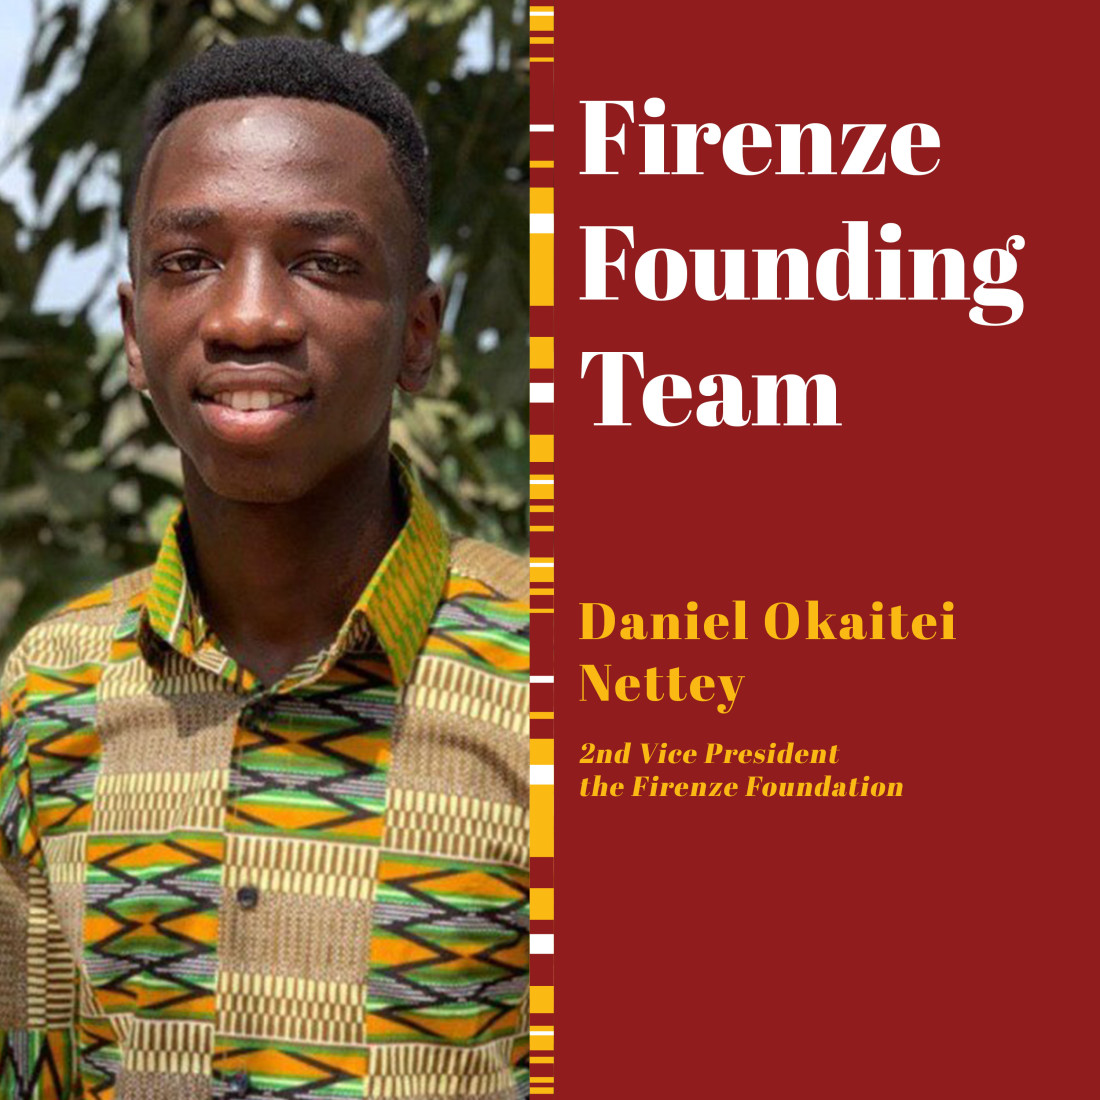 Firenze
Founding
Team
Daniel Okaitei
Nettey
2nd Vice President
the Firenze Foundation